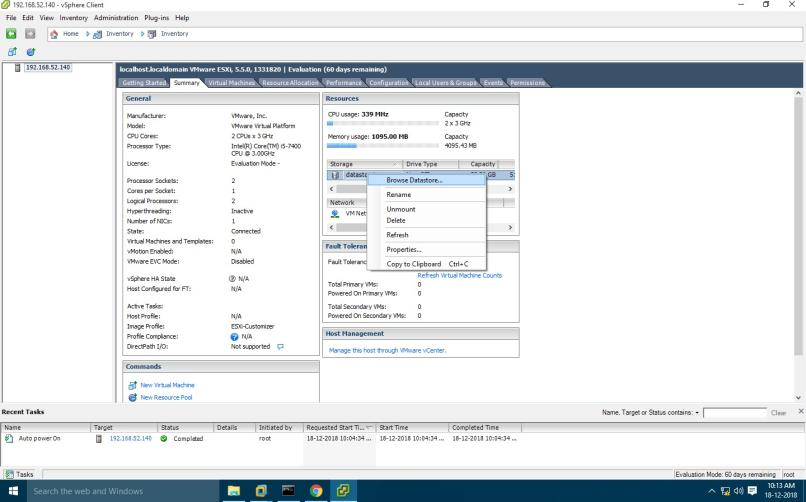 192.168.52.140 - vSphere Client
File Edit View Inventory Administration Plug-ins Help
Home Inventory Inventory
192.168.52.140
localhost.localdomain VMware ESXi, 5.5.0, 1331820 | Evaluation (60 days remaining)
Getting Started Summary Virtual Machines Resource Allocation Performance Configuration Local Users & Groups Events Permissions
General
Manufacturer: VMware, Inc.
Model: VMware Virtual Platform
CPU Cores: 2 CPUs x 3 GHz
Processor Type: Intel(R) Core(TM) i5-7400
CPU @ 3.00GHz
License: Evaluation Mode -
Processor Sockets: 2
Cores per Socket: 1
Logical Processors: 2
Hyperthreading: Inactive
Number of NICs: 1
State: Connected
Virtual Machines and Templates: 0
vMotion Enabled: N/A
VMware EVC Mode: Disabled
vSphere HA State N/A
Host Configured for FT: N/A
Active Tasks:
Host Profile: N/A
Image Profile: ESXi-Customizer
Profile Compliance: N/A
DirectPath I/O: Not supported
Commands
New Virtual Machine
New Resource Pool
Resources
CPU usage: 339 MHz Capacity
2 x 3 GHz
Memory usage: 1095.00 MB Capacity
4095.43 MB
Storage Drive Type Capacity
datasto
Browse Datastore...
Rename
Unmount
Delete
Refresh
Properties...
Copy to Clipboard Ctrl+C
Network
VM Net
Fault Toleran
Fault Toleranc
Refresh Virtual Machine Counts
Total Primary VMs: 0
Powered On Primary VMs: 0
Total Secondary VMs: 0
Powered On Secondary VMs: 0
Host Management
Manage this host through VMware vCenter.
Recent Tasks
Name, Target or Status contains: Clear
Name Target Status Details Initiated by Requested Start Ti... Start Time Completed Time
Auto power On 192.168.52.140 Completed root 18-12-2018 10:04:34 ... 18-12-2018 10:04:34 ... 18-12-2018 10:04:34 ...
Tasks
Evaluation Mode: 60 days remaining root
Search the web and Windows
10:13 AM
18-12-2018